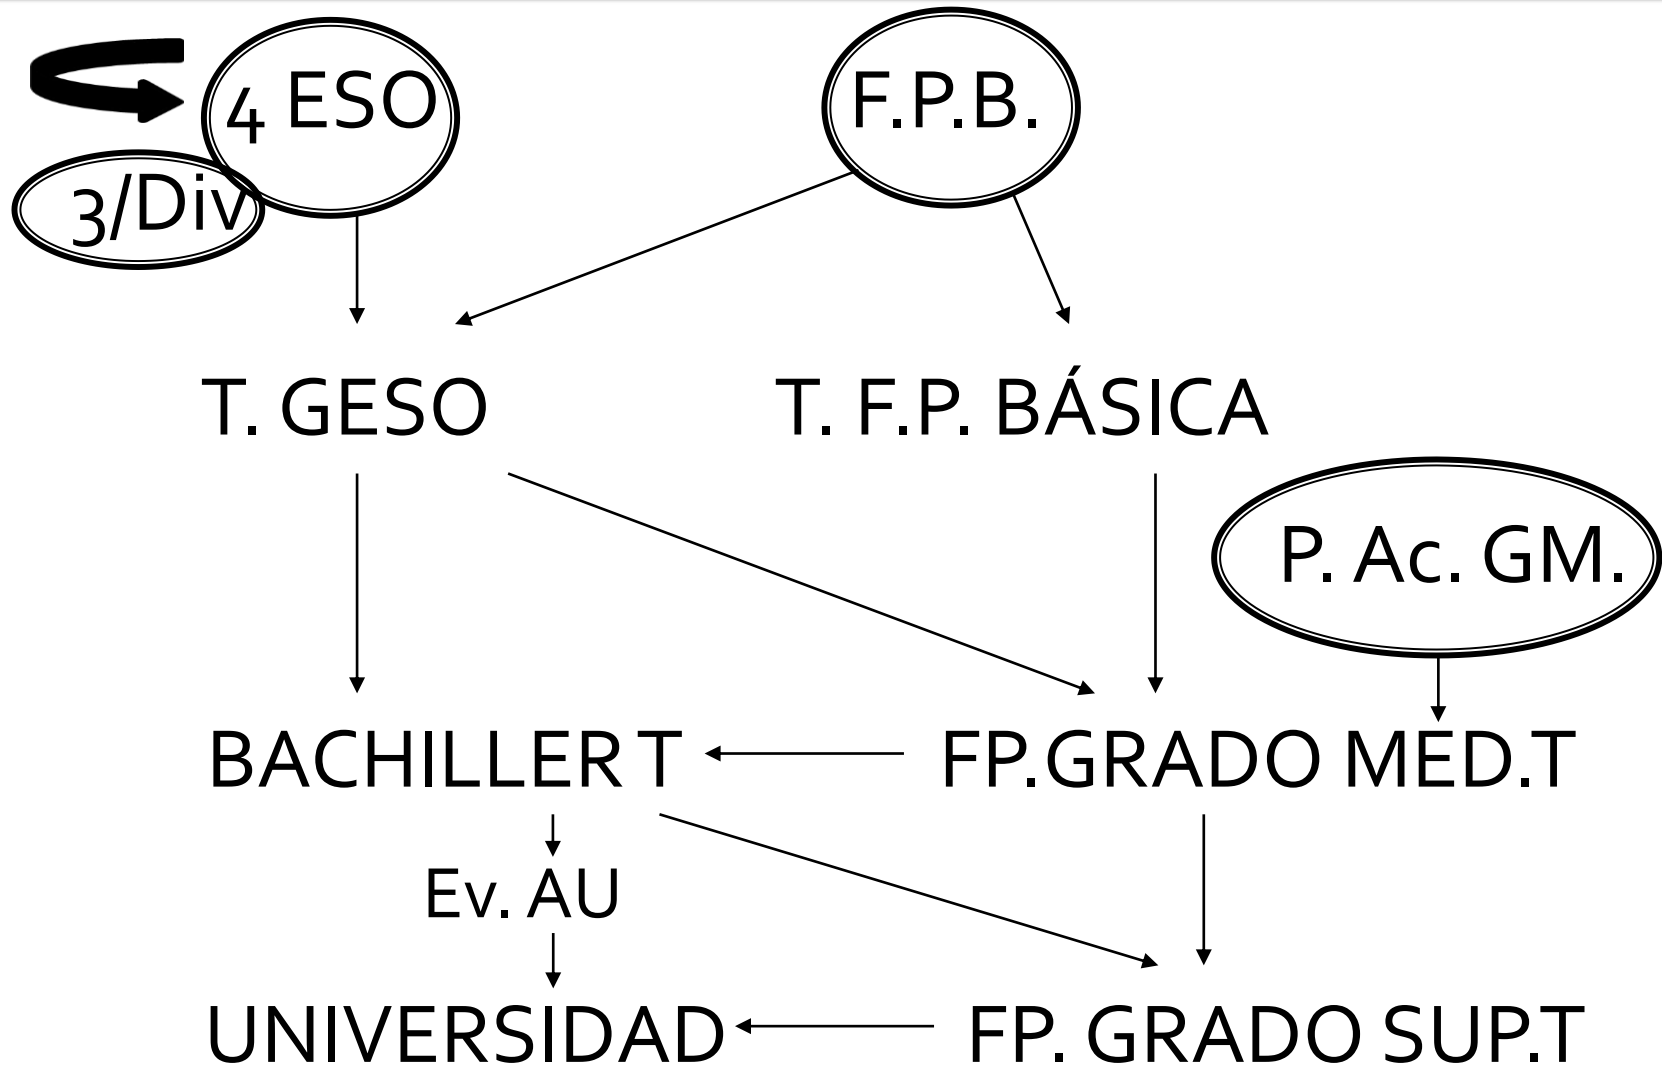 4 ESO
F.P.B.
3/Div
T. GESO
T. F.P. BÁSICA
P. Ac. GM.
BACHILLER T
FP.GRADO MED.T
Ev. AU
UNIVERSIDAD
FP. GRADO SUP.T